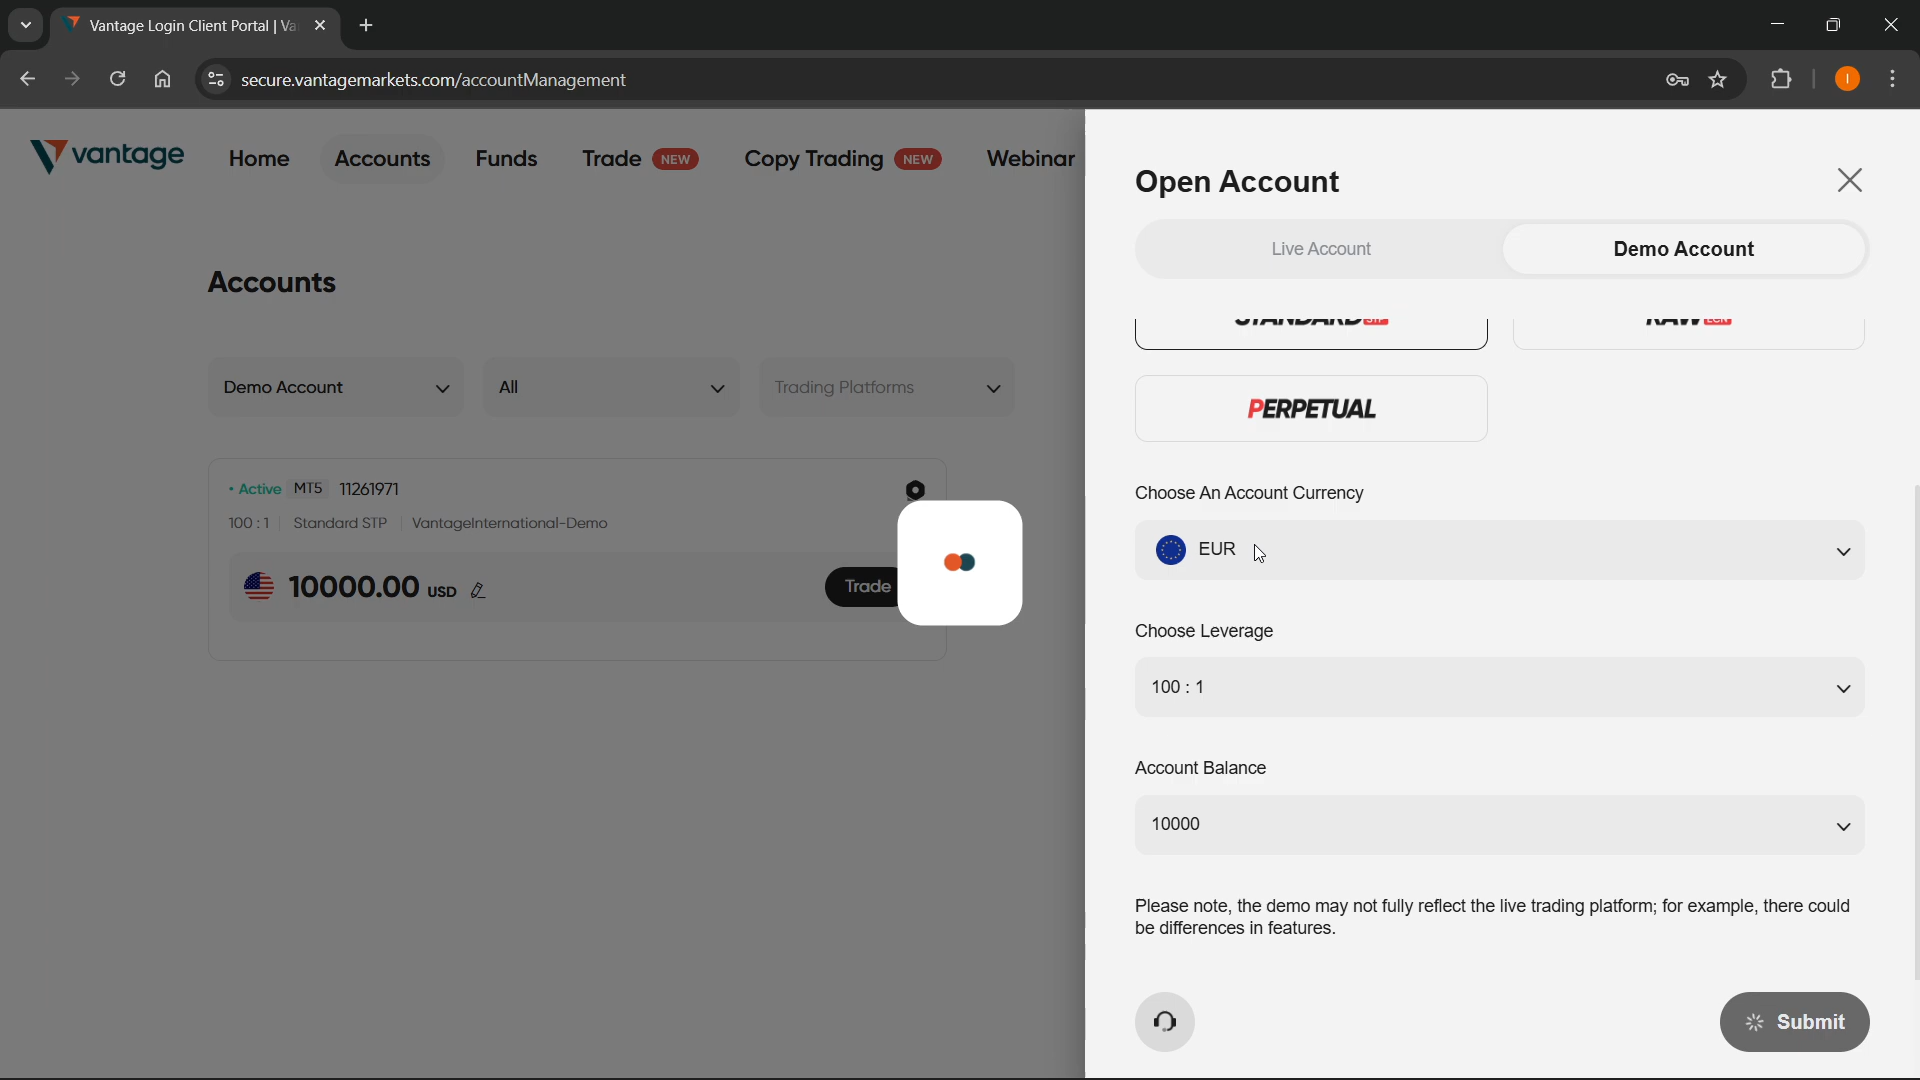 Vantage Login Client Portal | Va
secure.vantagemarkets.com/accountManagement
I
vantage
Home
Accounts
Funds
Trade NEW
Copy Trading NEW
Webinar
Accounts
Demo Account
All
Trading Platforms
• Active MT5 11261971
100 : 1 Standard STP VantageInternational-Demo
10000.00 USD
Trade
Open Account
Live Account
Demo Account
STANDARD STP
RAW ECN
PERPETUAL
Choose An Account Currency
EUR
Choose Leverage
100 : 1
Account Balance
10000
Please note, the demo may not fully reflect the live trading platform; for example, there could
be differences in features.
Submit